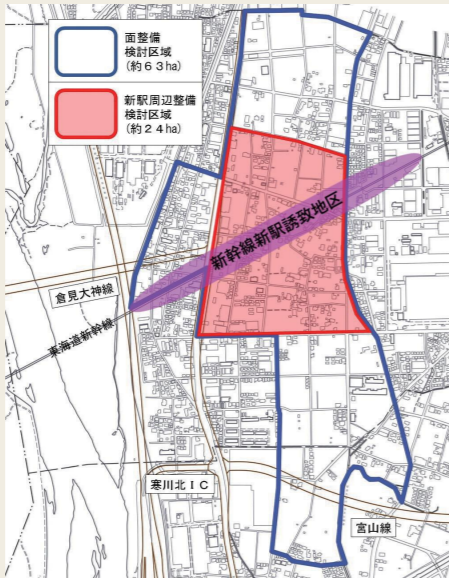 面整備
検討区域
(約63ha)
新駅周辺整備
検討区域
(約24ha)
新幹線新駅誘致地区
倉見大神線
東海道新幹線
寒川北IC
宮山線